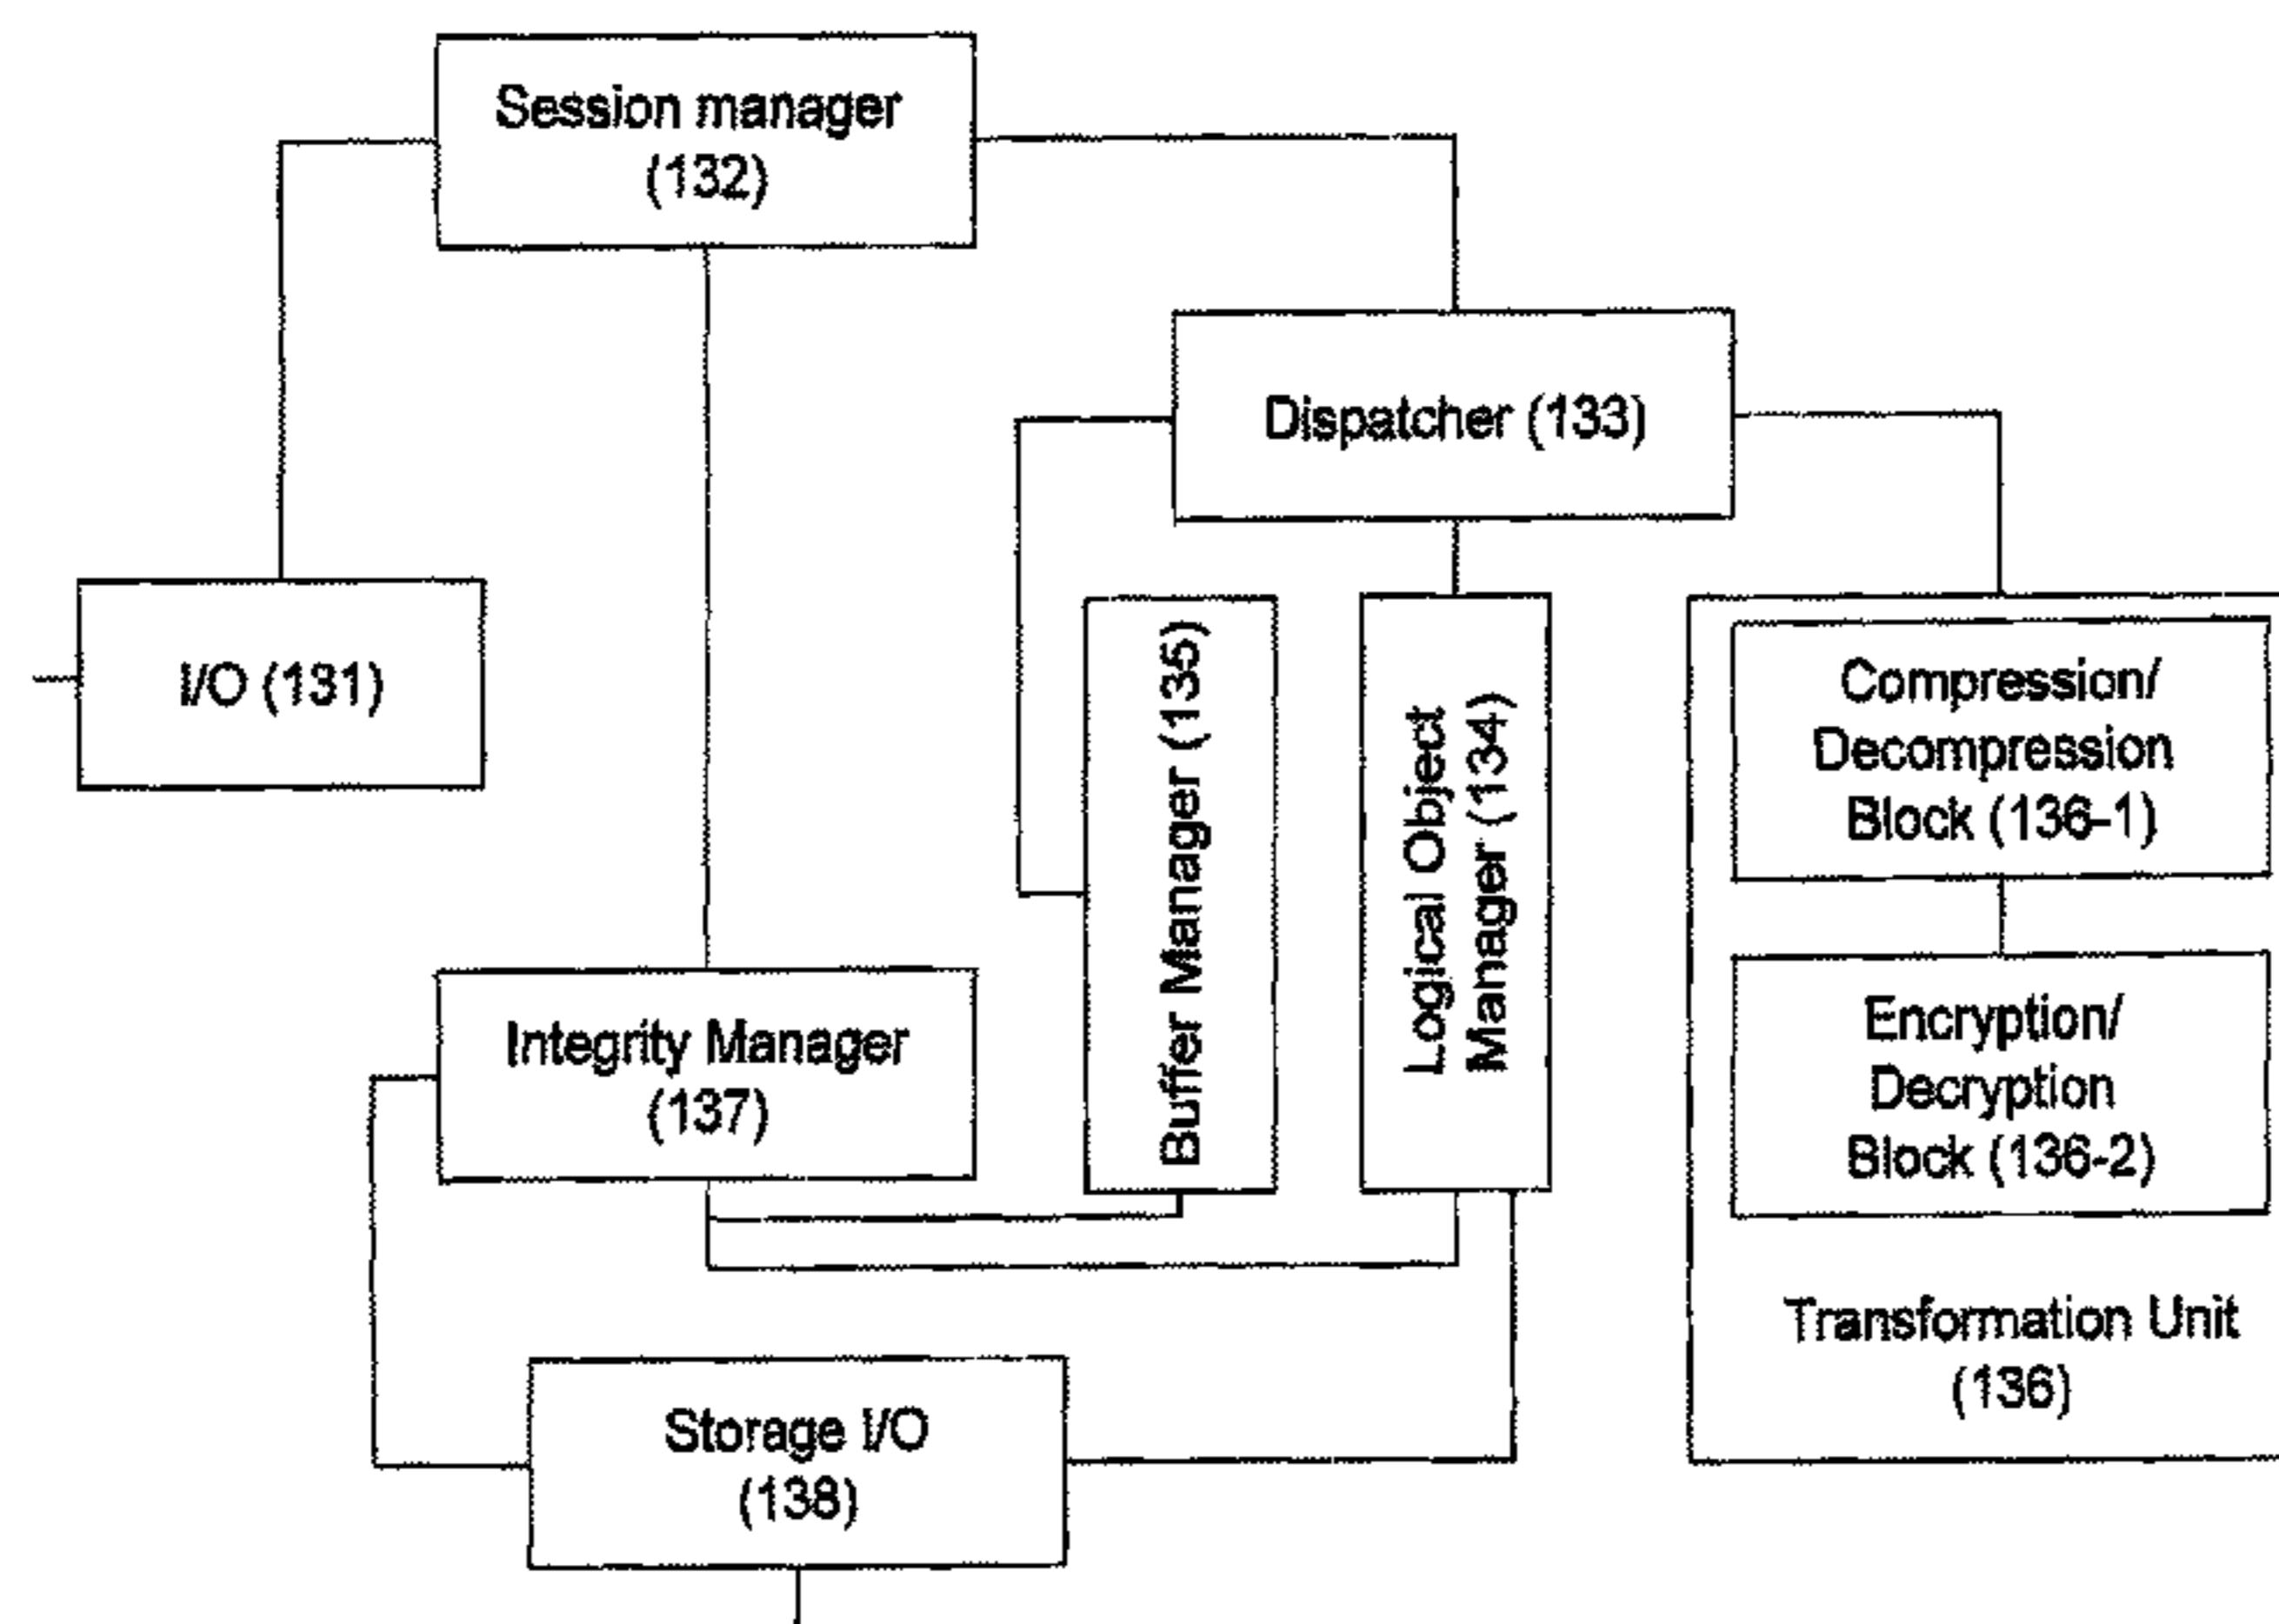 Session manager
(132)
Dispatcher (133)
I/O (131)
Buffer Manager (135)
Logical Object
Manager (134)
Compression/
Decompression
Block (136-1)
Integrity Manager
(137)
Encryption/
Decryption
Block (136-2)
Transformation Unit
(136)
Storage I/O
(138)